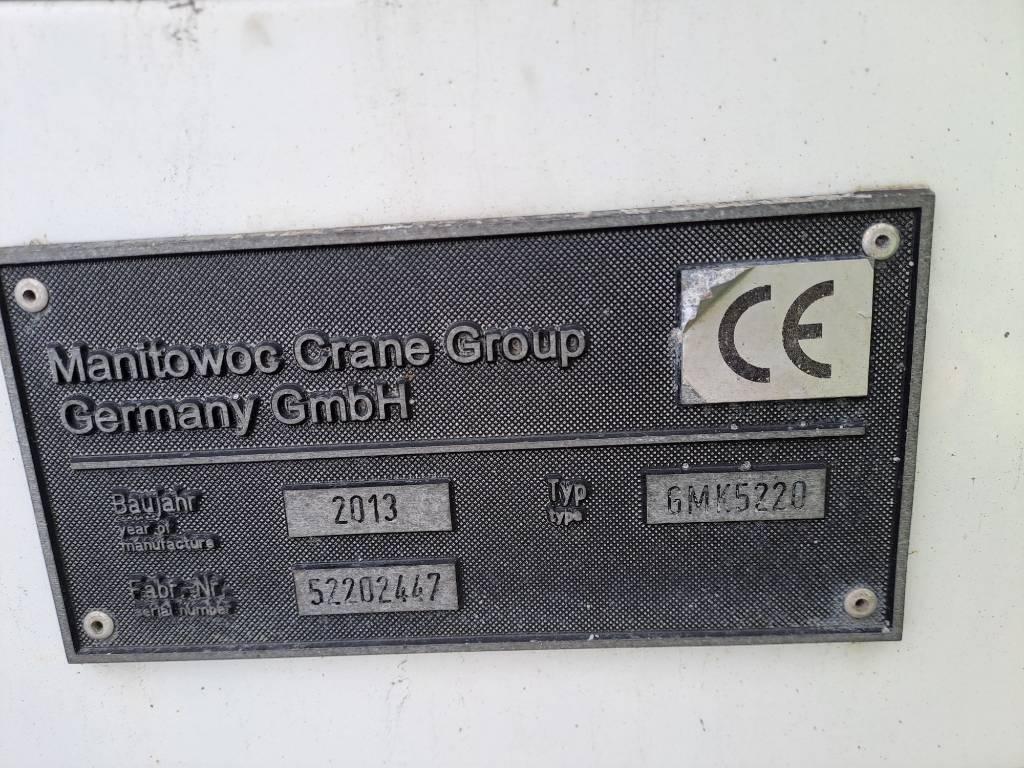 Manitowoc Crane Group
Germany GmbH
CE
Baujahr
year of
manufacture
2013
Typ
type
GMK5220
Fabr.-Nr.
serial number
52202447